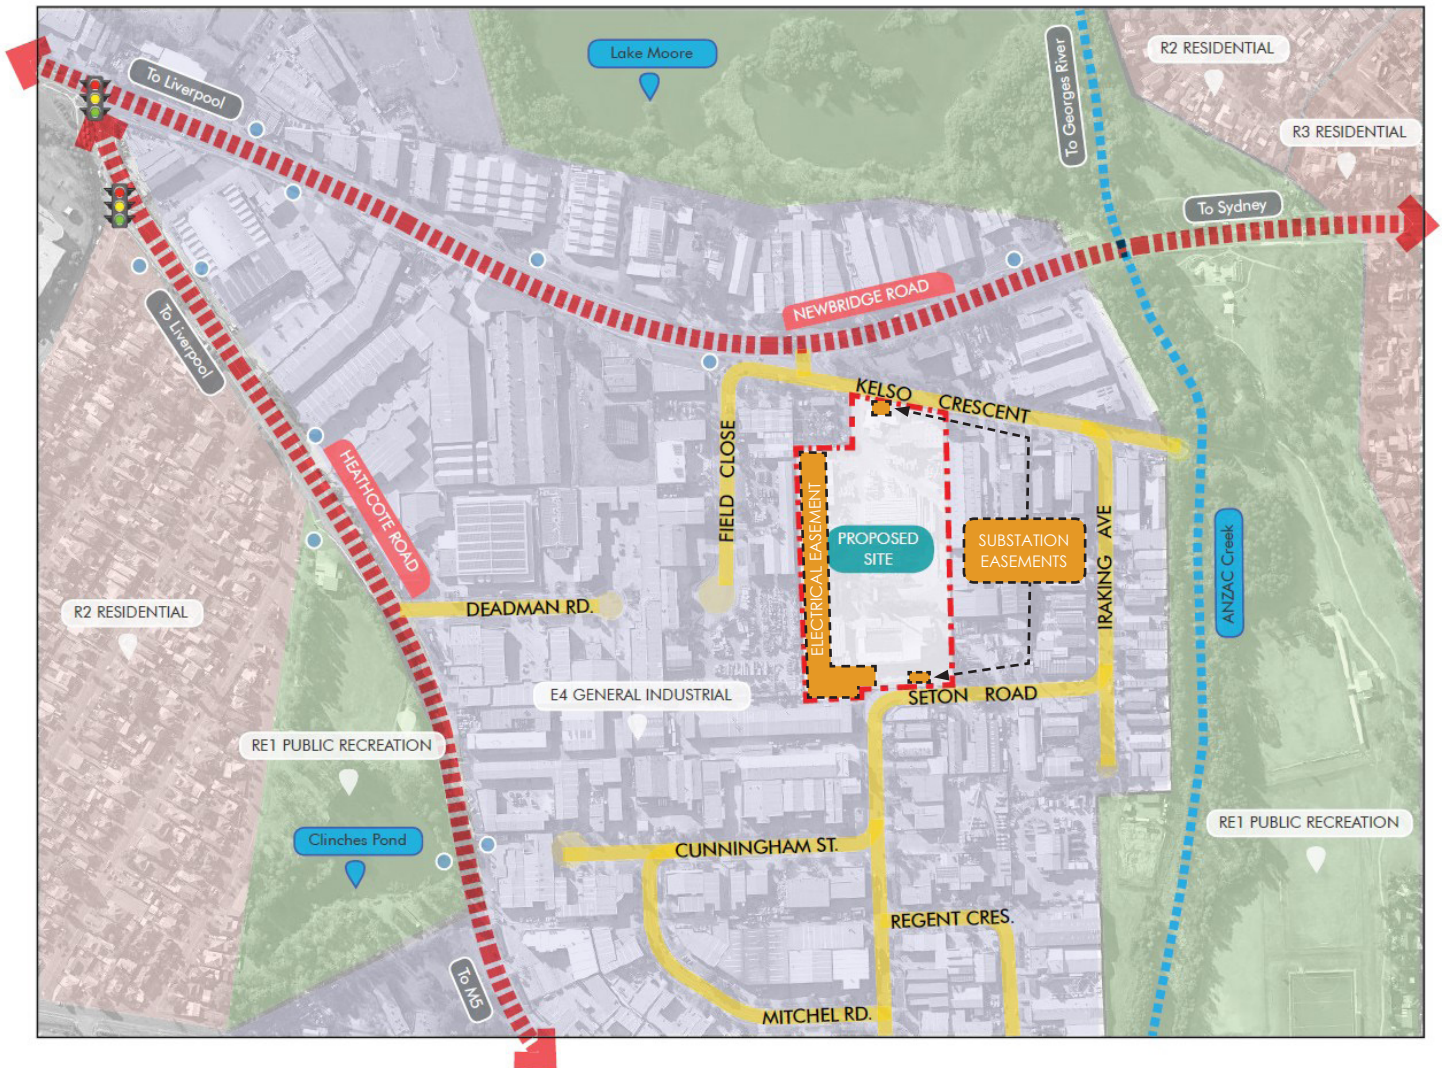 Lake Moore
R2 RESIDENTIAL
To Liverpool
To Georges River
R3 RESIDENTIAL
To Sydney
NEWBRIDGE ROAD
To Liverpool
KELSO CRESCENT
HEATHCOTE ROAD
FIELD CLOSE
ELECTRICAL EASEMENT
PROPOSED
SITE
SUBSTATION
EASEMENTS
IRAKING AVE
ANZAC Creek
R2 RESIDENTIAL
DEADMAN RD.
E4 GENERAL INDUSTRIAL
SETON ROAD
RE1 PUBLIC RECREATION
RE1 PUBLIC RECREATION
Clinches Pond
CUNNINGHAM ST.
REGENT CRES.
To M5
MITCHEL RD.